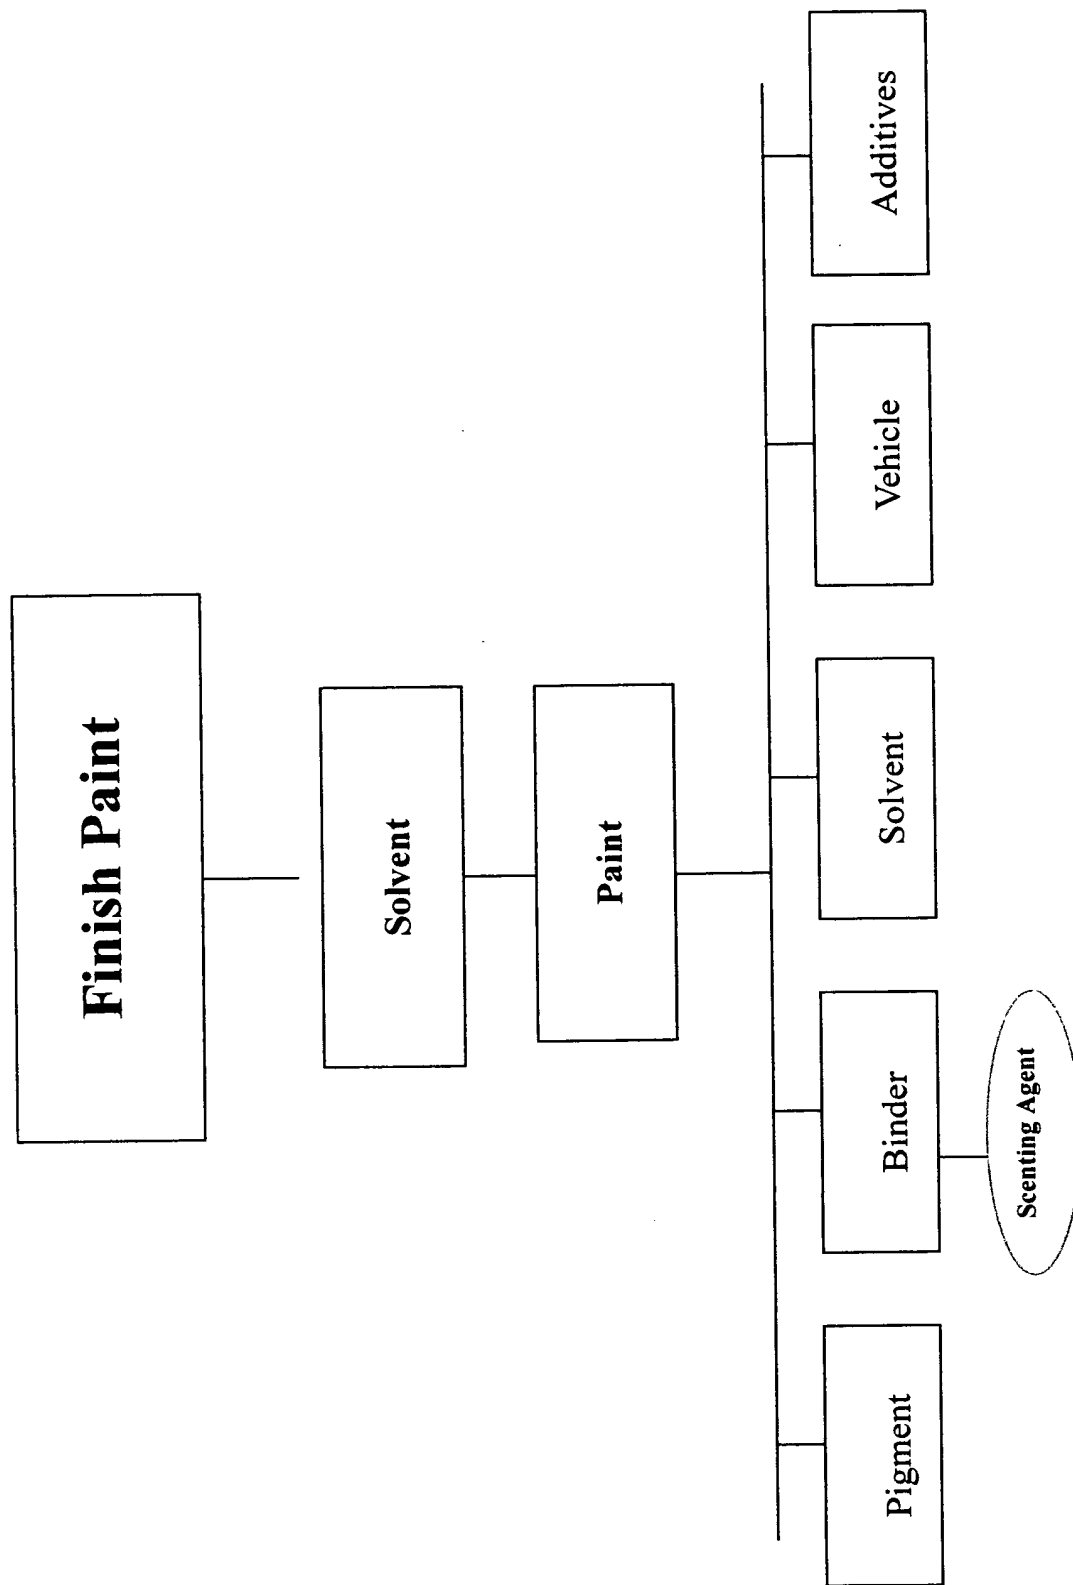 Finish Paint
Solvent
Paint
Pigment
Binder
Solvent
Vehicle
Additives
Scenting Agent